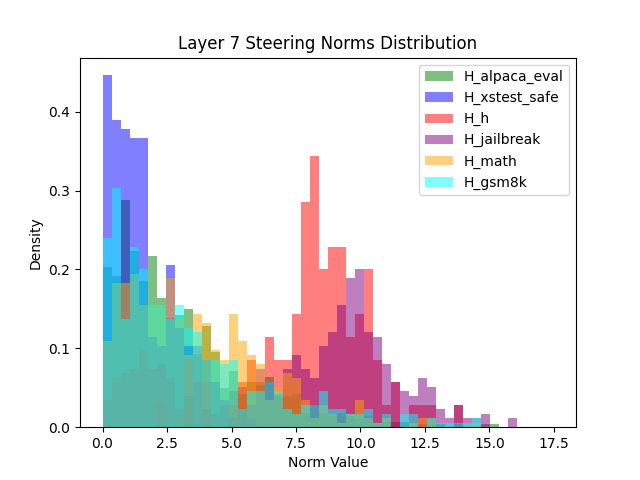 Layer 7 Steering Norms Distribution
H_alpaca_eval
H_xstest_safe
H_h
H_jailbreak
H_math
H_gsm8k
Density
0.4
0.3
0.2
0.1
0.0
0.0 2.5 5.0 7.5 10.0 12.5 15.0 17.5
Norm Value